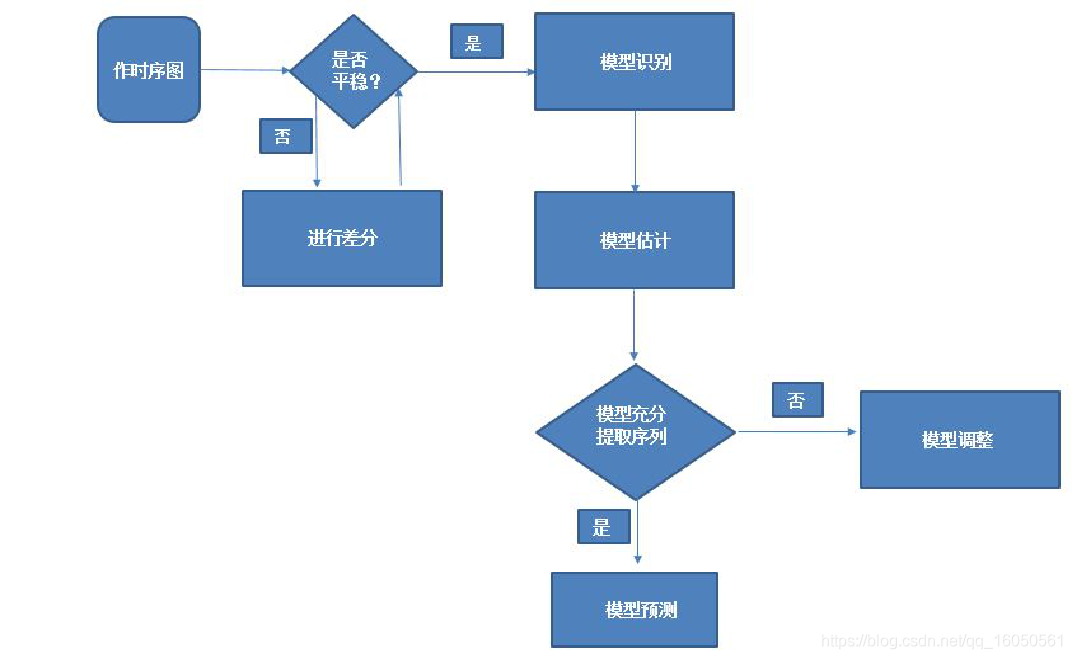 作时序图
是否
平稳？
是
模型识别
否
进行差分
模型估计
模型充分
提取序列
否
模型调整
是
模型预测
https://blog.csdn.net/qq_16050561